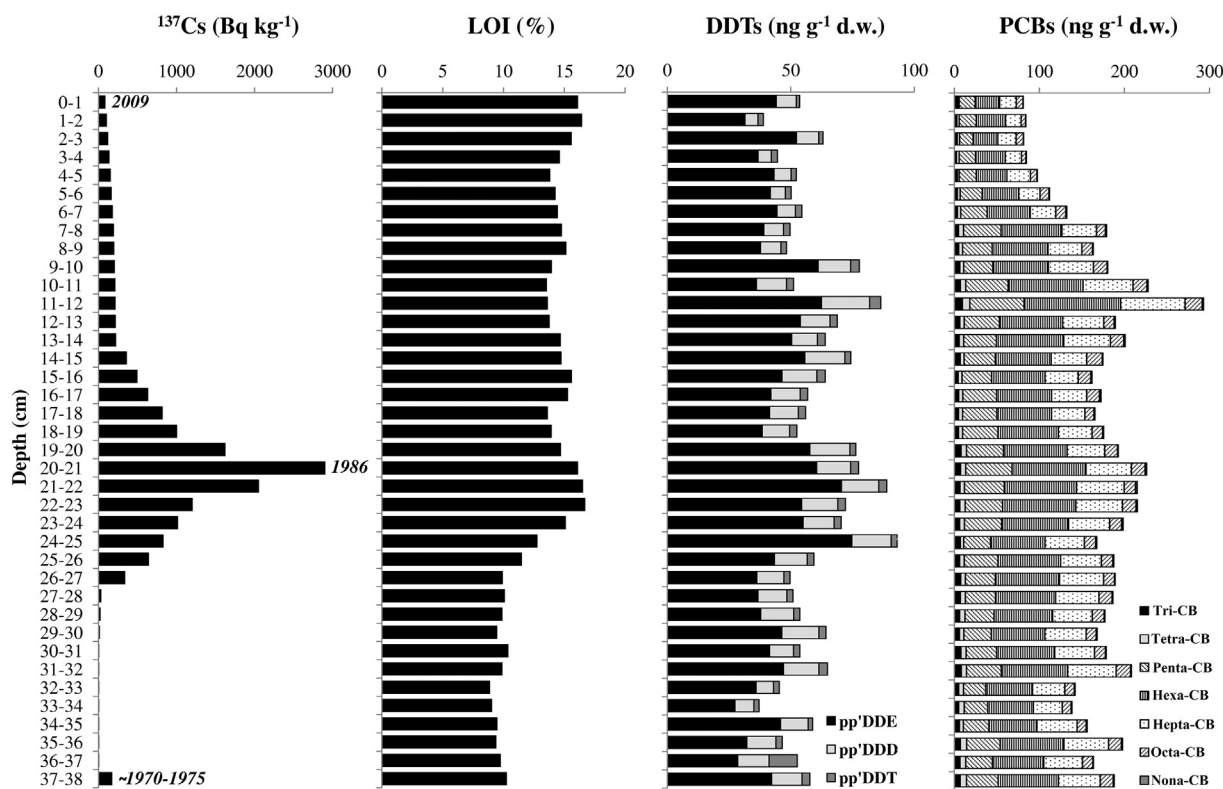 ¹³⁷Cs (Bq kg⁻¹) LOI (%) DDTs (ng g⁻¹ d.w.) PCBs (ng g⁻¹ d.w.)
0 1000 2000 3000 0 5 10 15 20 0 50 100 0 100 200 300
Depth (cm)
0-1 2009
1-2
2-3
3-4
4-5
5-6
6-7
7-8
8-9
9-10
10-11
11-12
12-13
13-14
14-15
15-16
16-17
17-18
18-19
19-20
20-21 1986
21-22
22-23
23-24
24-25
25-26
26-27
27-28
28-29
29-30
30-31
31-32
32-33
33-34
34-35
35-36
36-37
37-38 ~1970-1975
pp'DDE
pp'DDD
pp'DDT
Tri-CB
Tetra-CB
Penta-CB
Hexa-CB
Hepta-CB
Octa-CB
Nona-CB